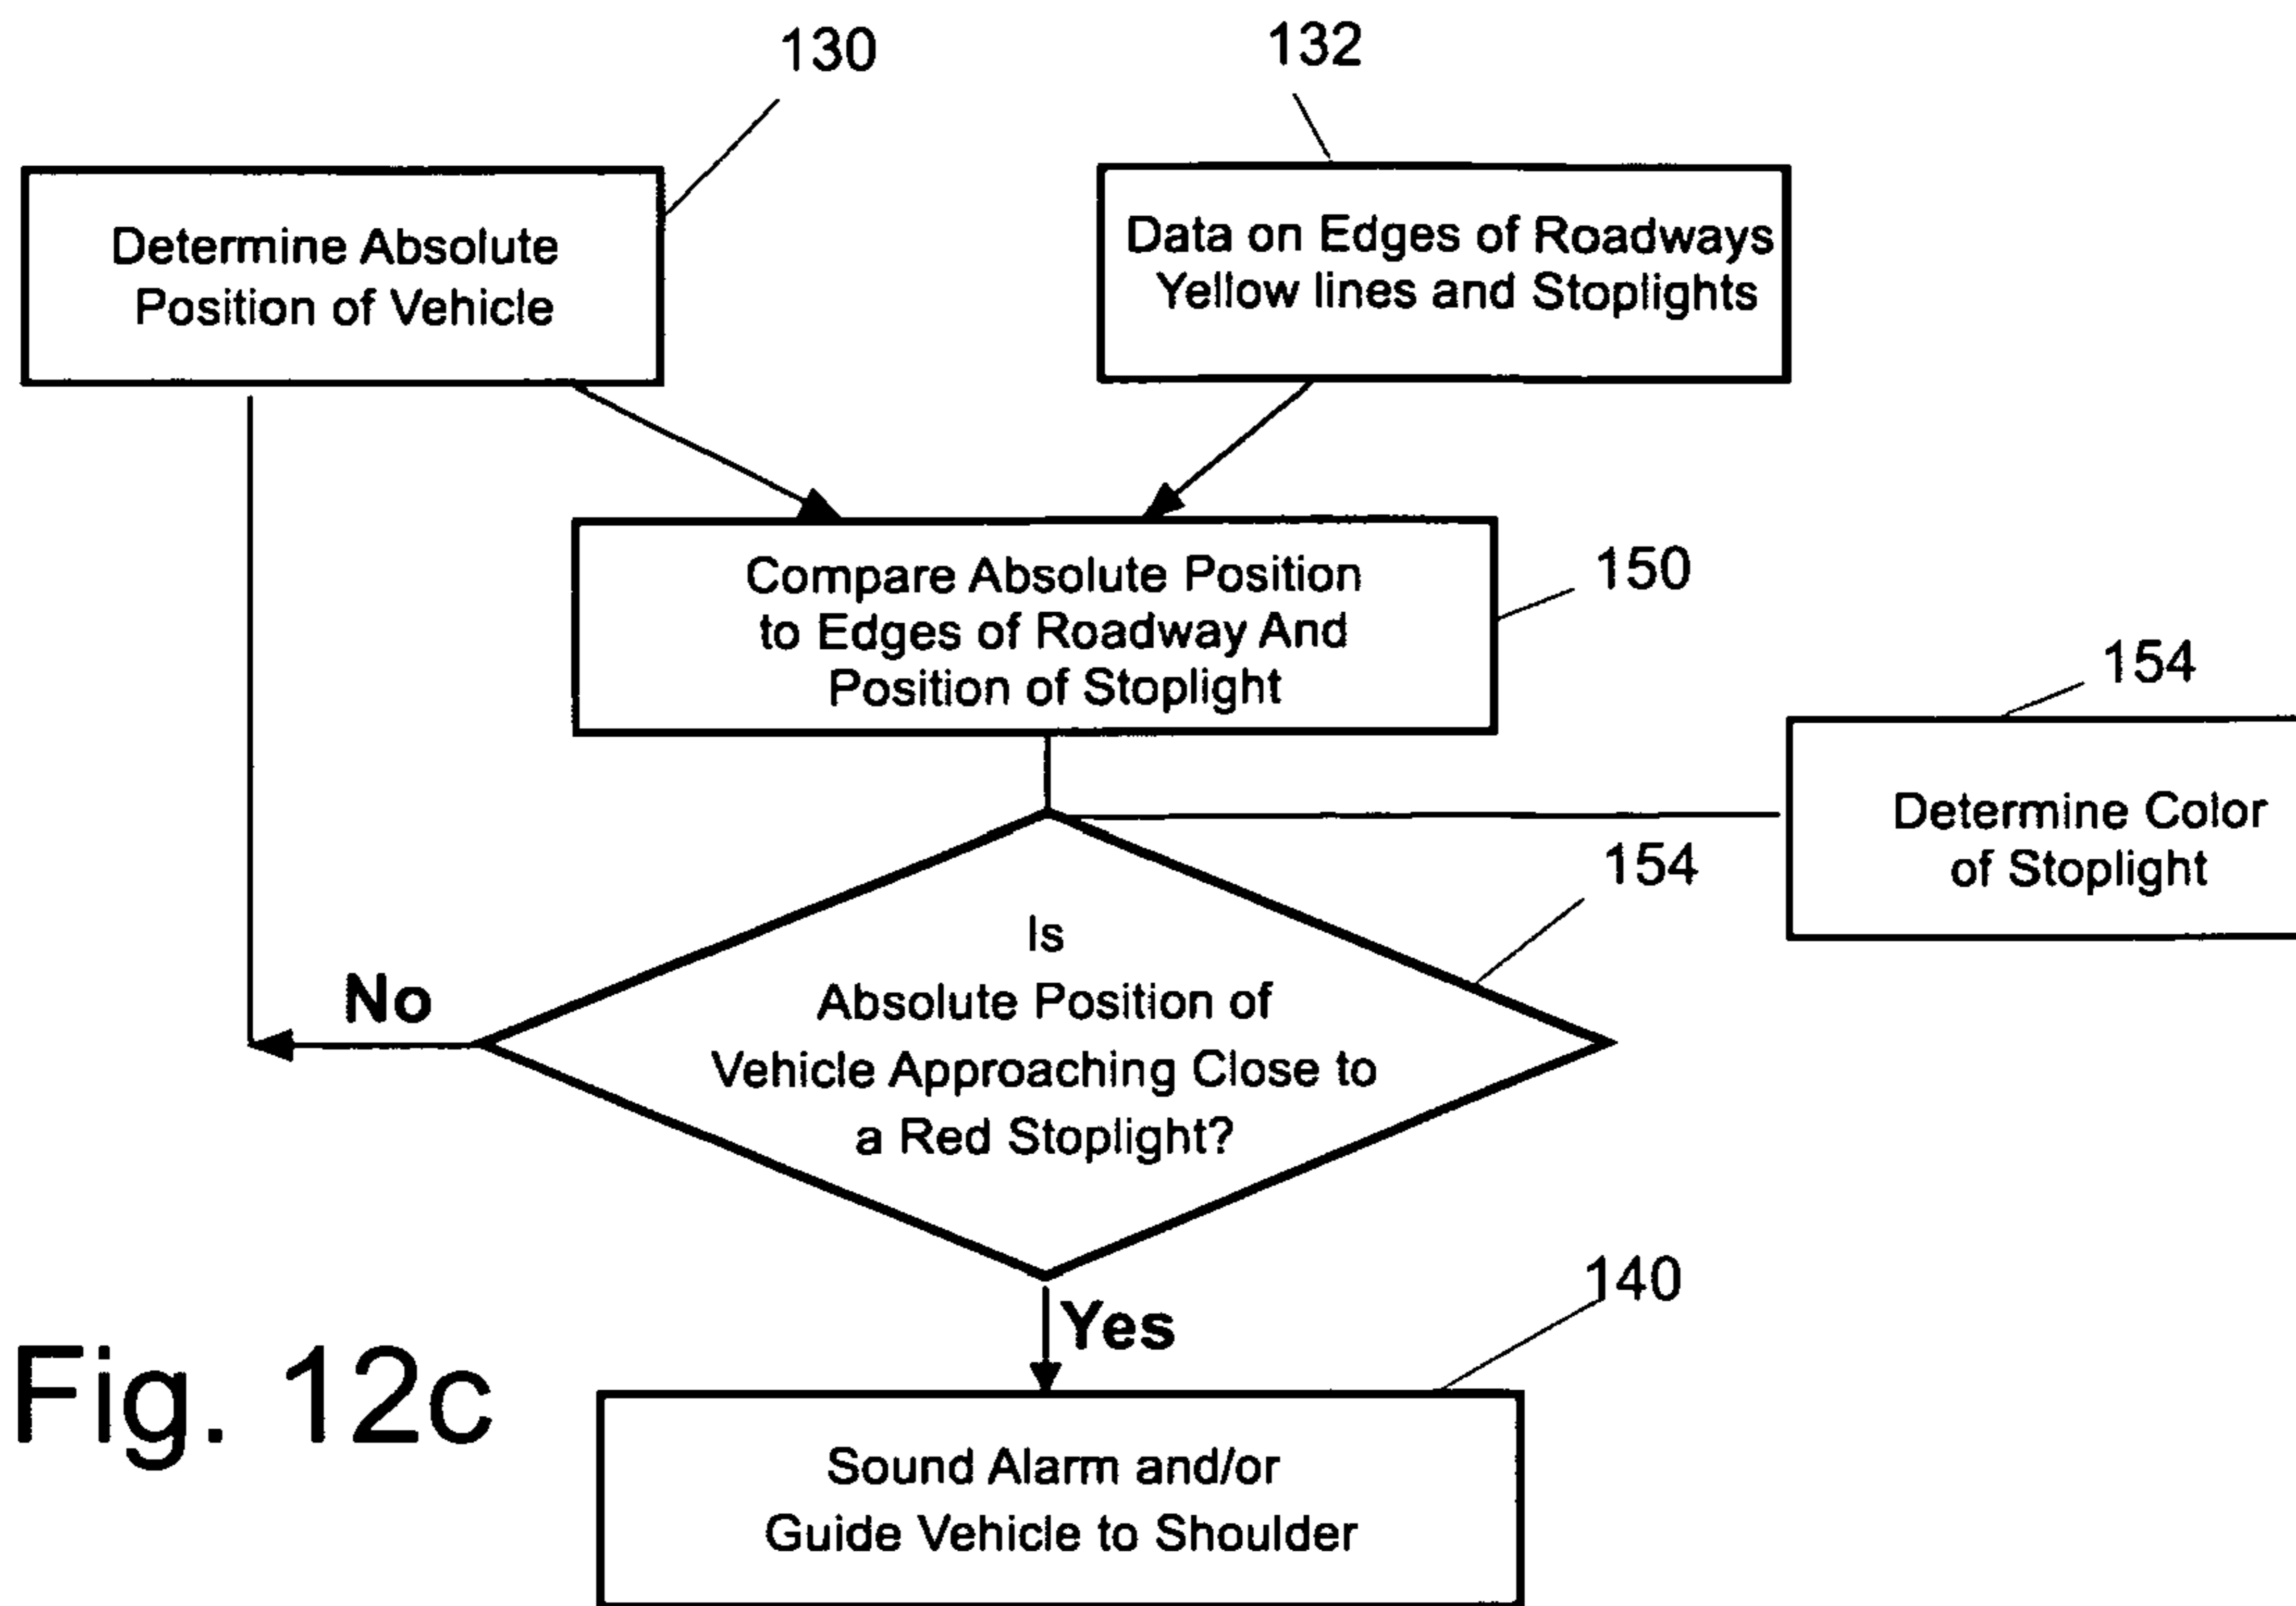 130
132
Determine Absolute
Position of Vehicle
Data on Edges of Roadways
Yellow lines and Stoplights
Compare Absolute Position
to Edges of Roadway And
Position of Stoplight
150
154
Determine Color
of Stoplight
154
Is
Absolute Position of
Vehicle Approaching Close to
a Red Stoplight?
No
Yes
140
Sound Alarm and/or
Guide Vehicle to Shoulder
Fig. 12c